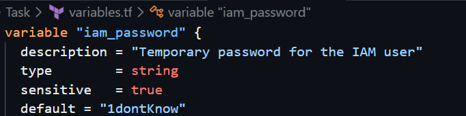 Task > variables.tf > variable "iam_password"
variable "iam_password" {
description = "Temporary password for the IAM user"
type = string
sensitive = true
default = "1dontKnow"